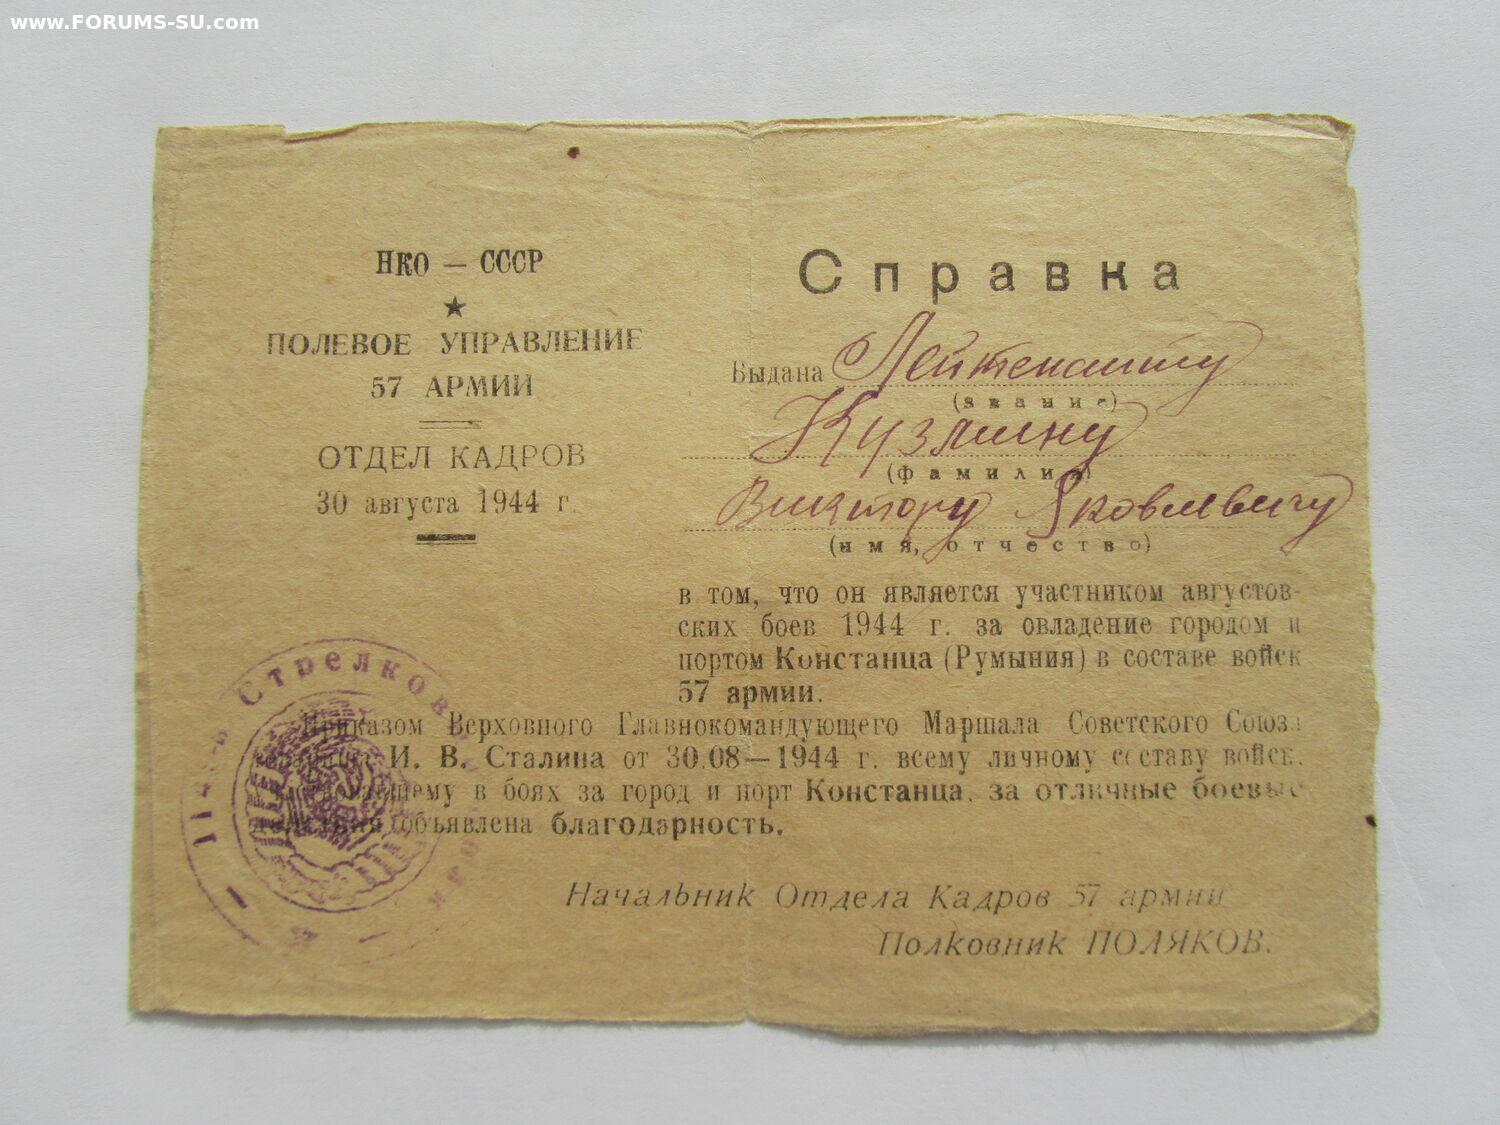 www.FORUMS-SU.com
НКО — СССР
★
ПОЛЕВОЕ УПРАВЛЕНИЕ
57 АРМИИ
ОТДЕЛ КАДРОВ
30 августа 1944 г.
Справка
Выдана Лейтенанту
(звание)
Кузмину
(фамилия)
Виктору Яковлевичу
(имя, отчество)
в том, что он является участником августов-
ских боев 1944 г. за овладение городом и
портом Констанца (Румыния) в составе войск
57 армии.
Приказом Верховного Главнокомандующего Маршала Советского Союза
И. В. Сталина от 30.08—1944 г. всему личному составу войск,
в боях за город и порт Констанца, за отличные боевые
действия объявлена благодарность.
Начальник Отдела Кадров 57 армии
Полковник ПОЛЯКОВ.
Стрелков